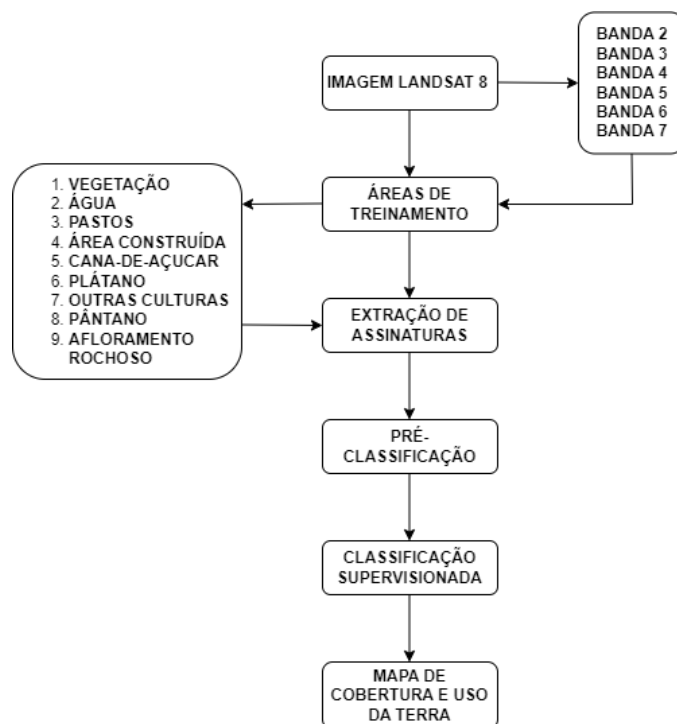 IMAGEM LANDSAT 8
BANDA 2
BANDA 3
BANDA 4
BANDA 5
BANDA 6
BANDA 7
ÁREAS DE
TREINAMENTO
1. VEGETAÇÃO
2. ÁGUA
3. PASTOS
4. ÁREA CONSTRUÍDA
5. CANA-DE-AÇUCAR
6. PLÁTANO
7. OUTRAS CULTURAS
8. PÂNTANO
9. AFLORAMENTO
ROCHOSO
EXTRAÇÃO DE
ASSINATURAS
PRÉ-
CLASSIFICAÇÃO
CLASSIFICAÇÃO
SUPERVISIONADA
MAPA DE
COBERTURA E USO
DA TERRA